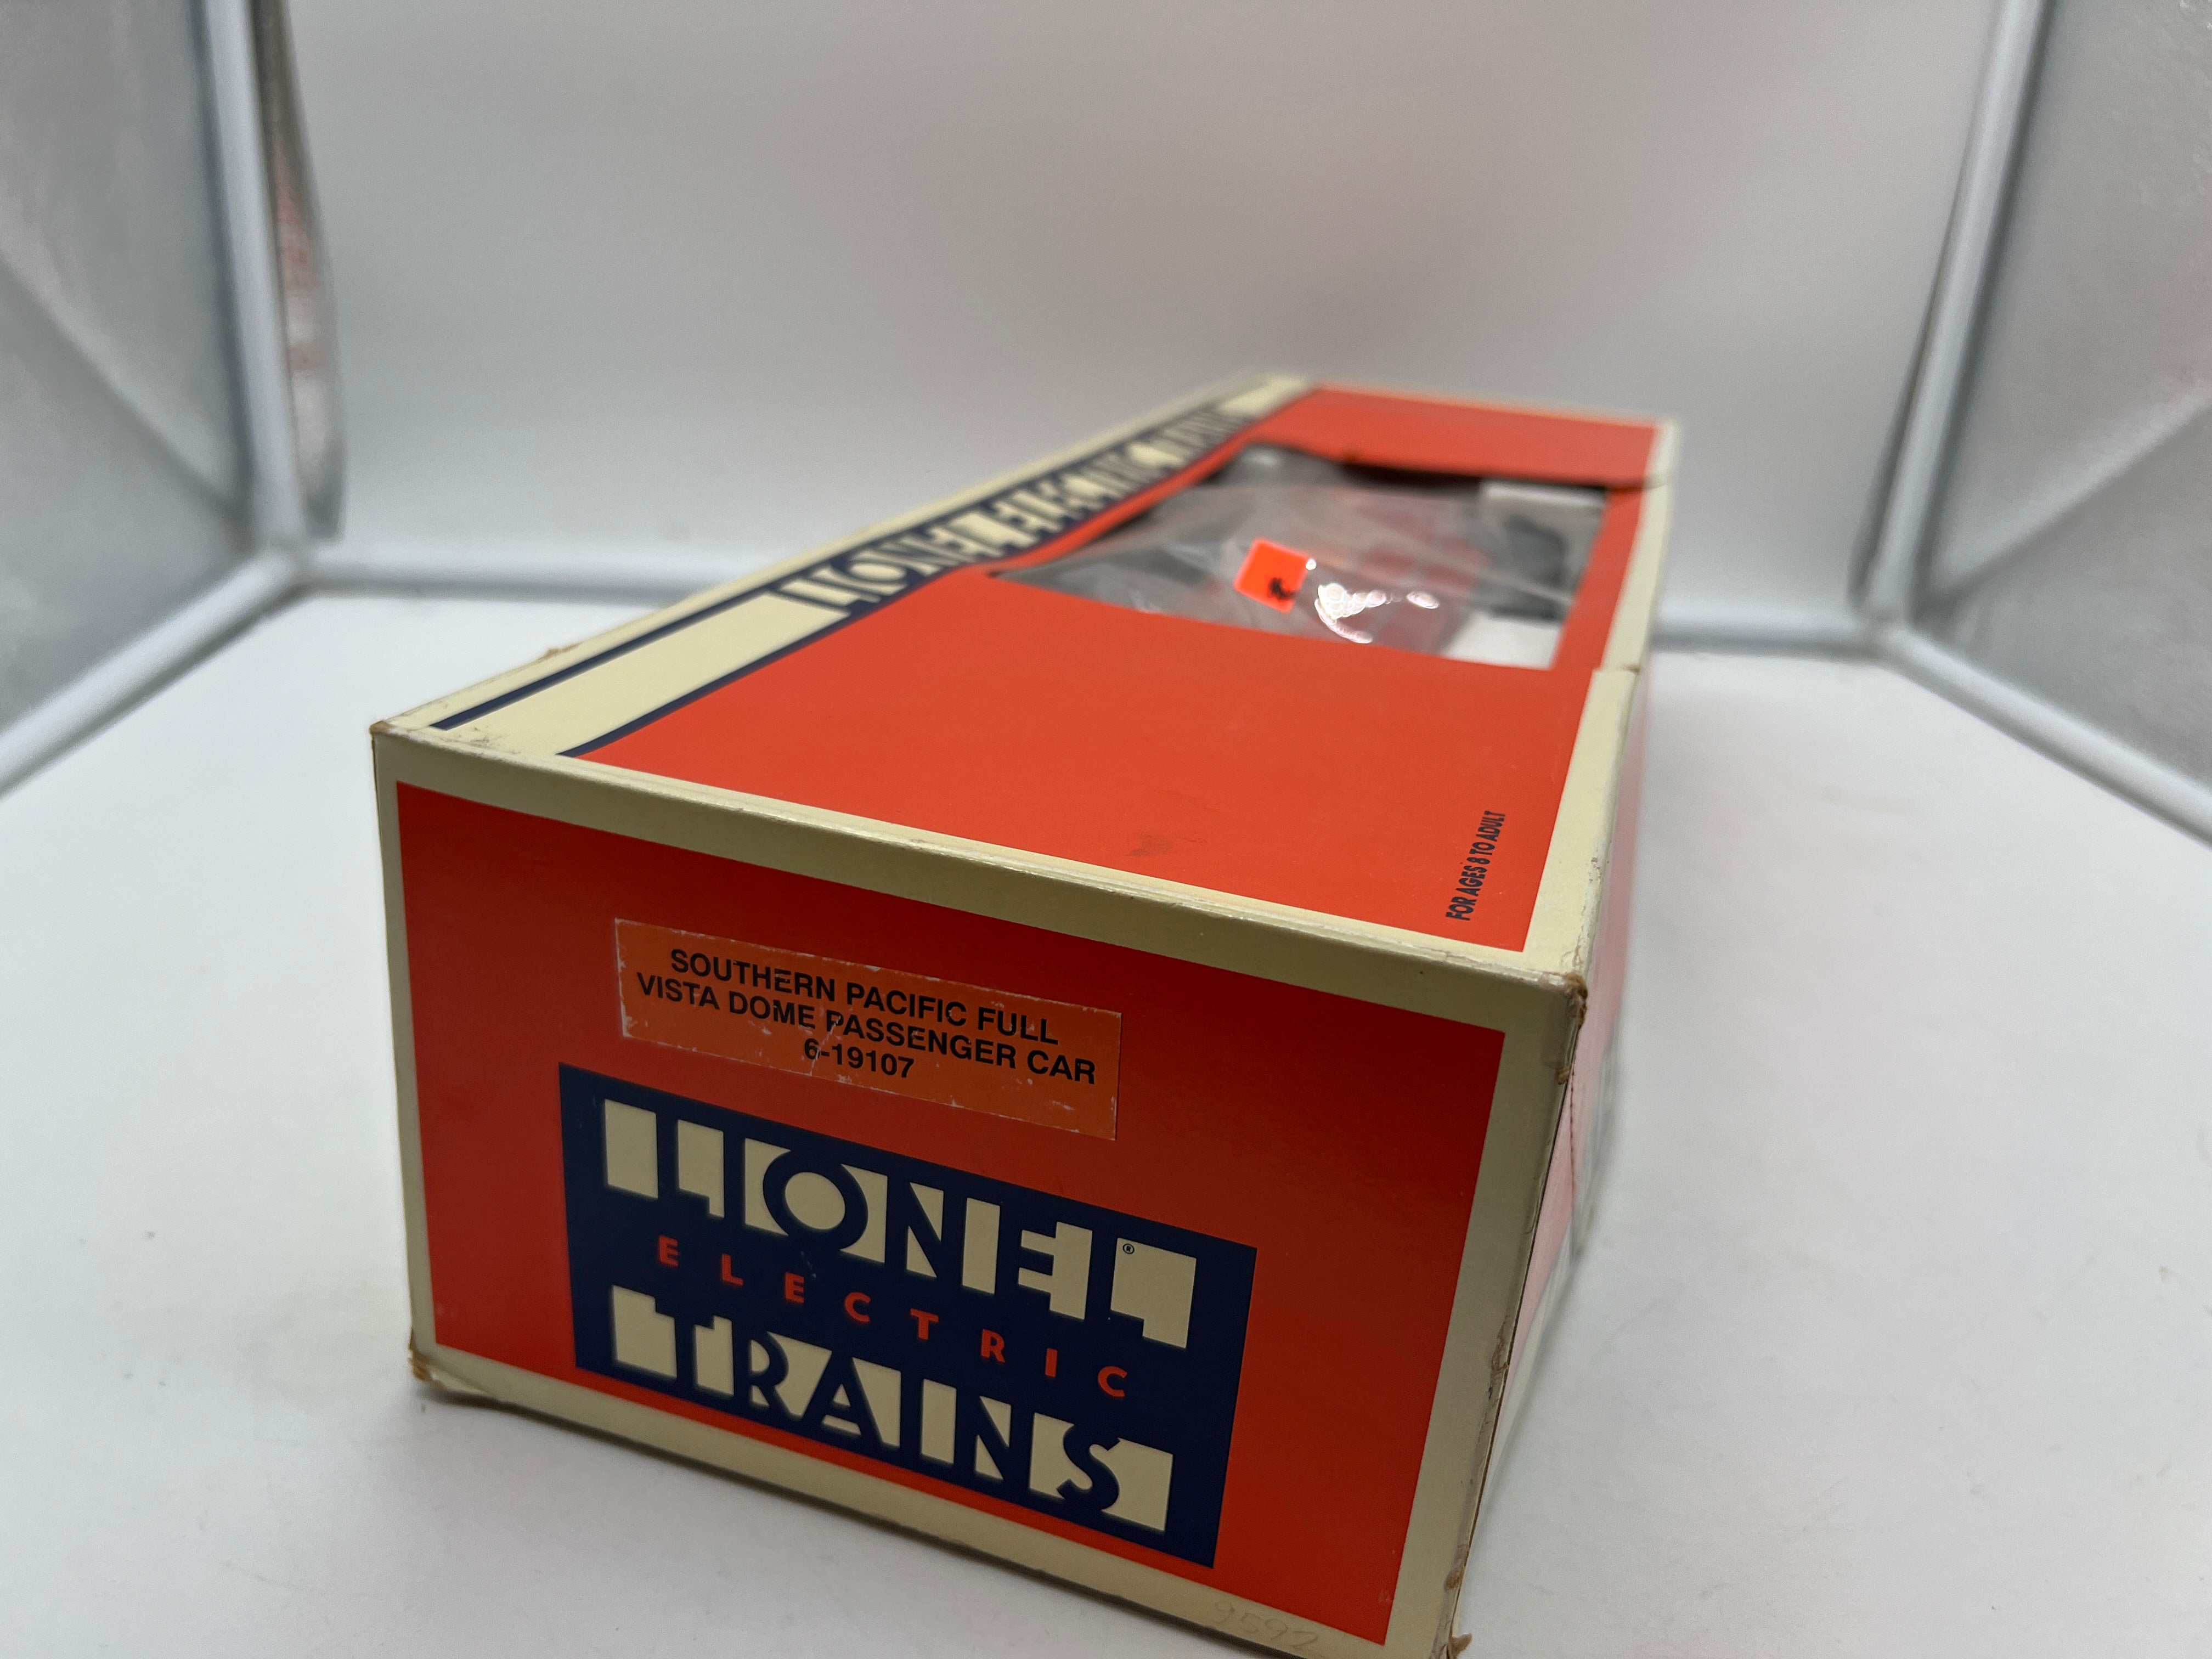 LIONEL ELECTRIC TRAINS
FOR AGES 8 TO ADULT
SOUTHERN PACIFIC FULL
VISTA DOME PASSENGER CAR
6-19107
LIONEL®
ELECTRIC
TRAINS
9592